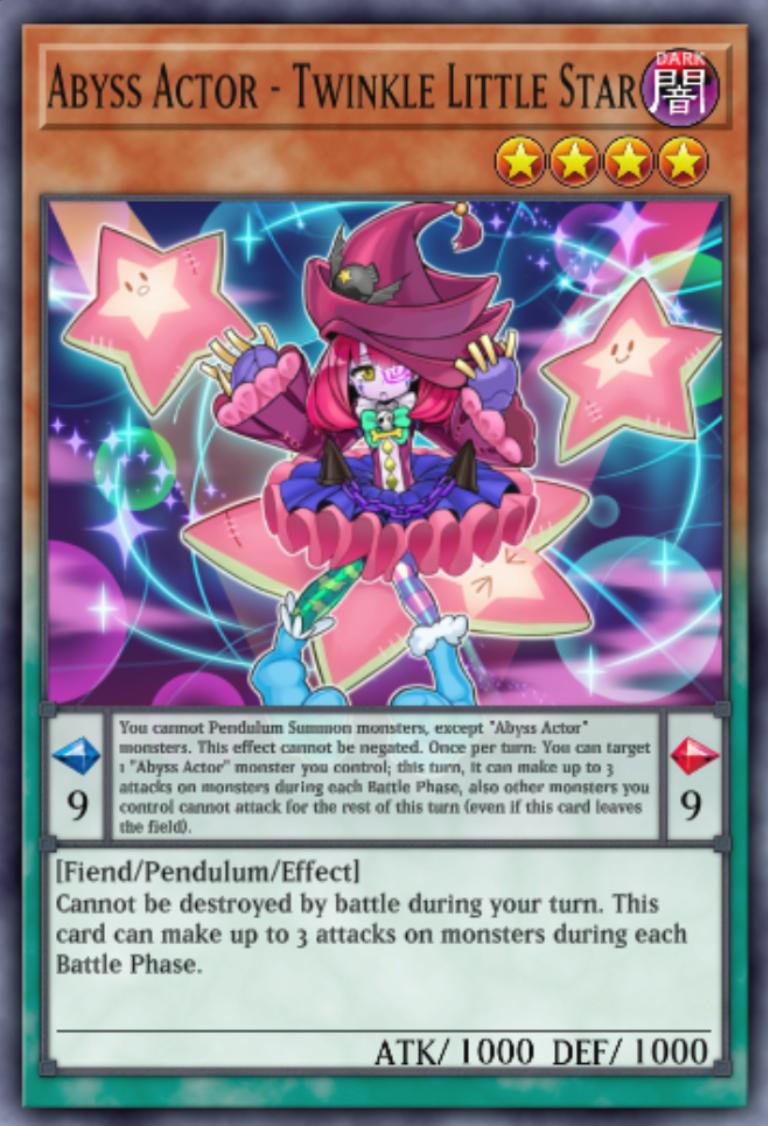 Abyss Actor - Twinkle Little Star
DARK
闇
You cannot Pendulum Summon monsters, except "Abyss Actor"
monsters. This effect cannot be negated. Once per turn: You can target
1 "Abyss Actor" monster you control; this turn, it can make up to 3
attacks on monsters during each Battle Phase, also other monsters you
control cannot attack for the rest of this turn (even if this card leaves
the field).
9
9
[Fiend/Pendulum/Effect]
Cannot be destroyed by battle during your turn. This
card can make up to 3 attacks on monsters during each
Battle Phase.
ATK/ 1000 DEF/ 1000